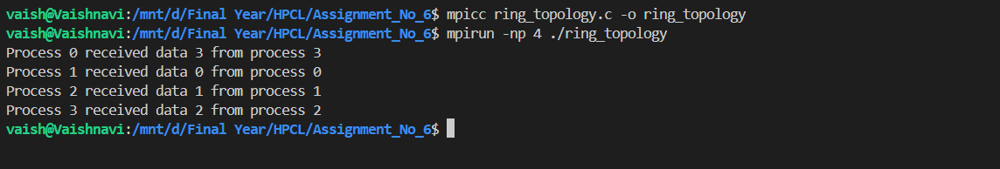 vaish@Vaishnavi:/mnt/d/Final Year/HPCL/Assignment_No_6$ mpicc ring_topology.c -o ring_topology
vaish@Vaishnavi:/mnt/d/Final Year/HPCL/Assignment_No_6$ mpirun -np 4 ./ring_topology
Process 0 received data 3 from process 3
Process 1 received data 0 from process 0
Process 2 received data 1 from process 1
Process 3 received data 2 from process 2
vaish@Vaishnavi:/mnt/d/Final Year/HPCL/Assignment_No_6$